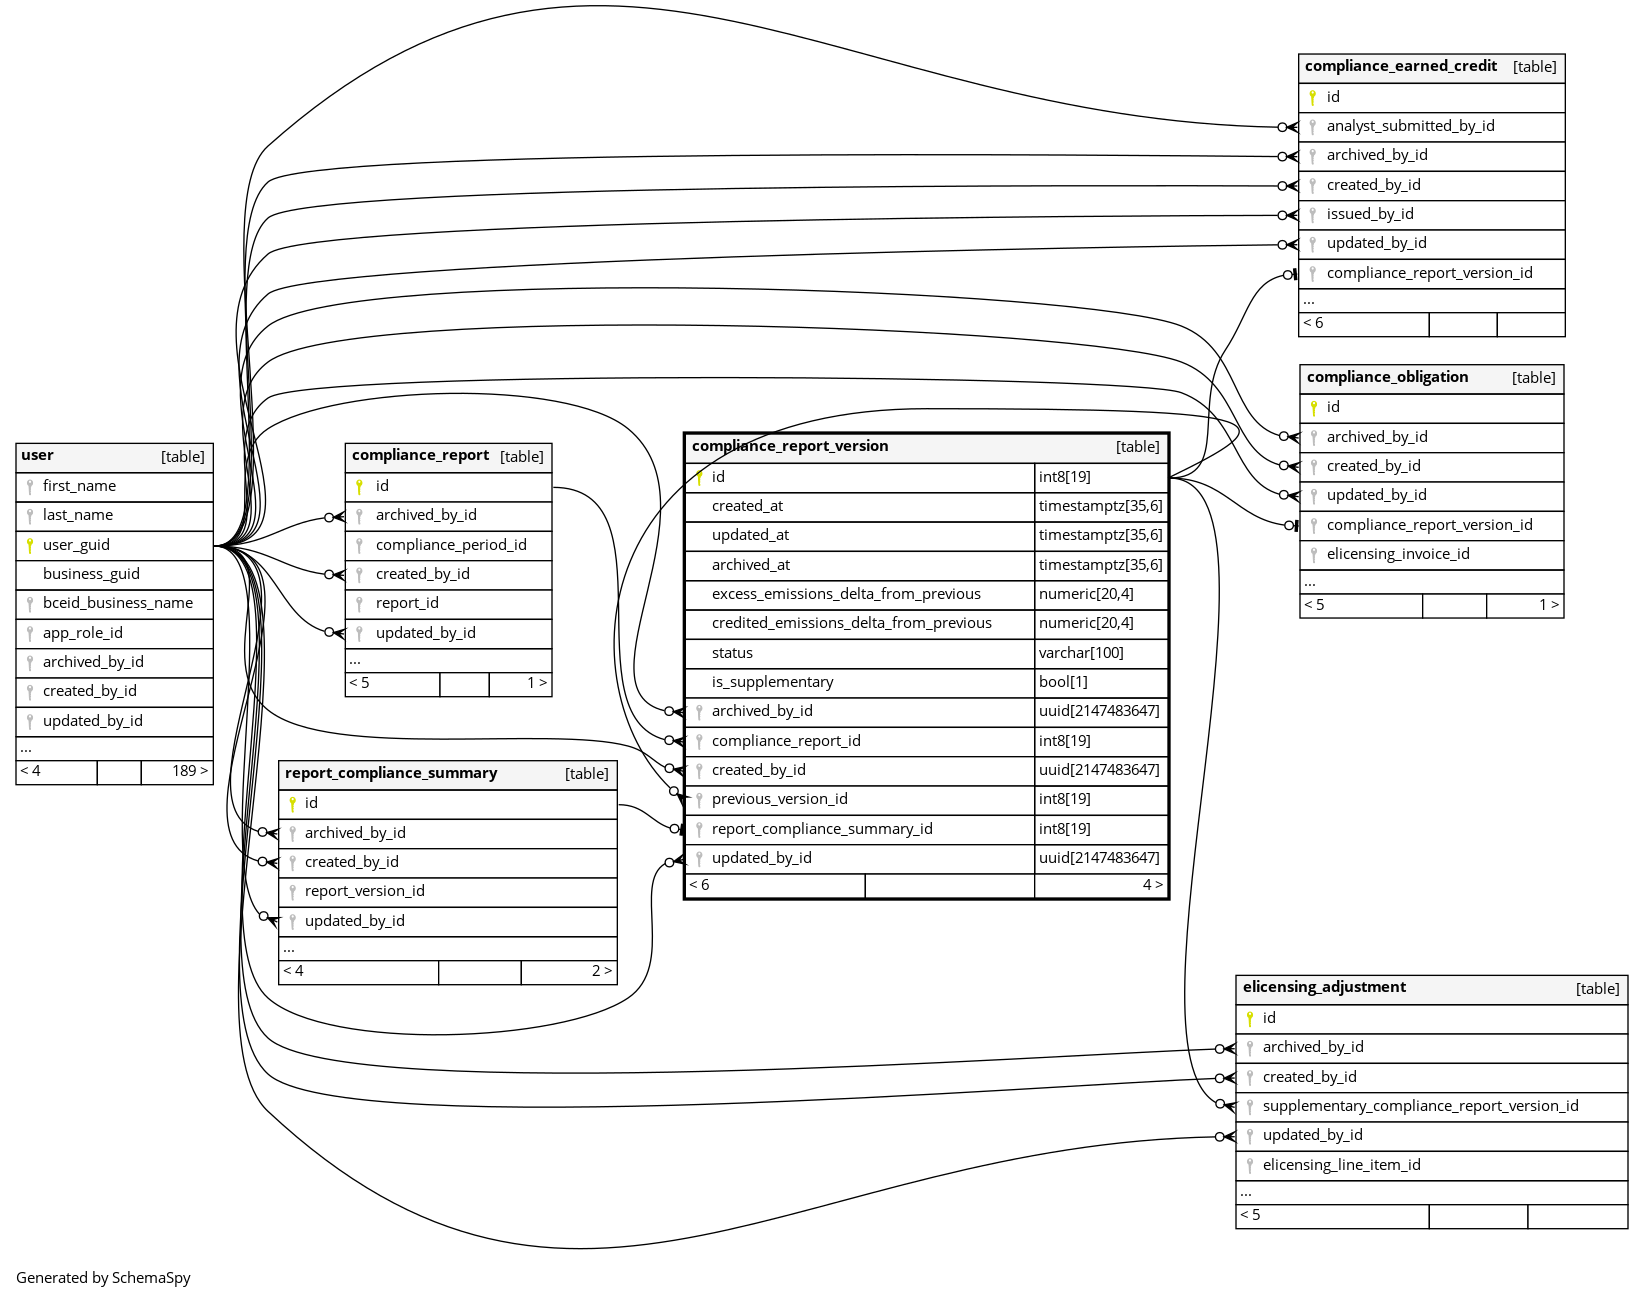 compliance_earned_credit [table]
id
analyst_submitted_by_id
archived_by_id
created_by_id
issued_by_id
updated_by_id
compliance_report_version_id
...
< 6
compliance_obligation [table]
id
archived_by_id
created_by_id
updated_by_id
compliance_report_version_id
elicensing_invoice_id
...
< 5 1 >
user [table]
first_name
last_name
user_guid
business_guid
bceid_business_name
app_role_id
archived_by_id
created_by_id
updated_by_id
...
< 4 189 >
compliance_report [table]
id
archived_by_id
compliance_period_id
created_by_id
report_id
updated_by_id
...
< 5 1 >
compliance_report_version [table]
id int8[19]
created_at timestamptz[35,6]
updated_at timestamptz[35,6]
archived_at timestamptz[35,6]
excess_emissions_delta_from_previous numeric[20,4]
credited_emissions_delta_from_previous numeric[20,4]
status varchar[100]
is_supplementary bool[1]
archived_by_id uuid[2147483647]
compliance_report_id int8[19]
created_by_id uuid[2147483647]
previous_version_id int8[19]
report_compliance_summary_id int8[19]
updated_by_id uuid[2147483647]
< 6 4 >
report_compliance_summary [table]
id
archived_by_id
created_by_id
report_version_id
updated_by_id
...
< 4 2 >
elicensing_adjustment [table]
id
archived_by_id
created_by_id
supplementary_compliance_report_version_id
updated_by_id
elicensing_line_item_id
...
< 5
Generated by SchemaSpy